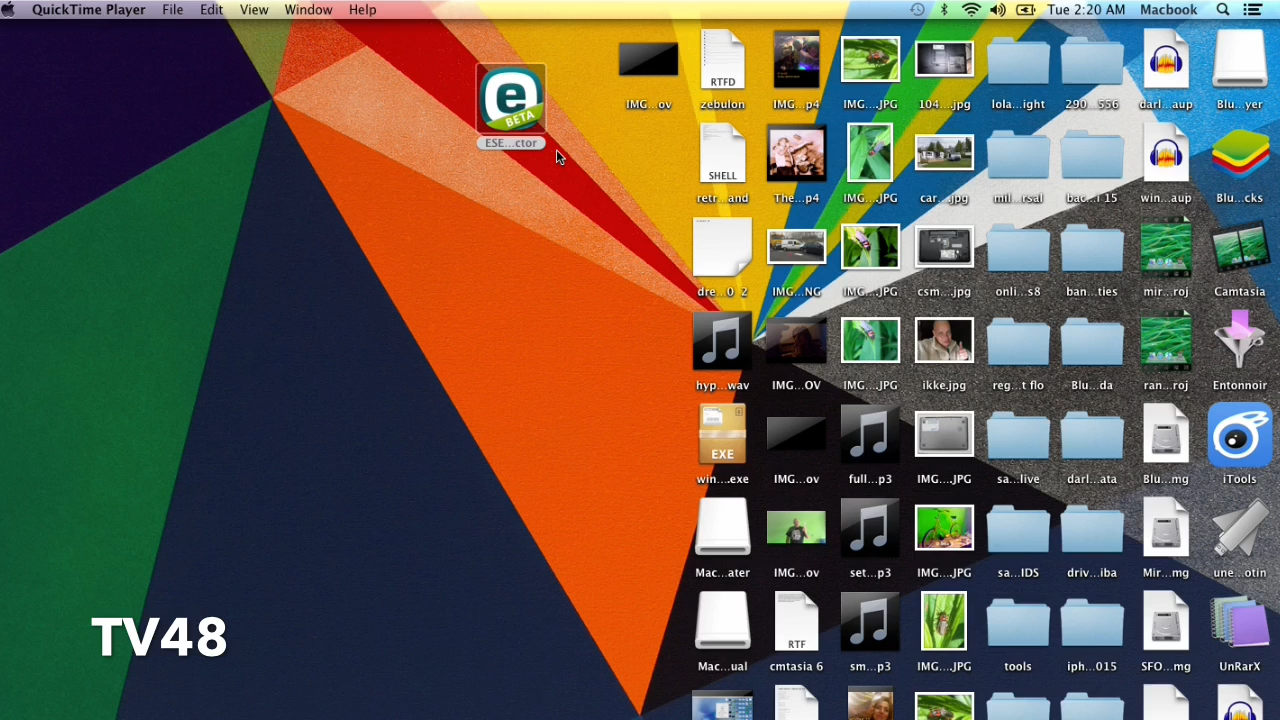 QuickTime Player File Edit View Window Help Tue 2:20 AM Macbook
e
BETA
ESE...ctor
RTFD
IMG...ov zebulon IMG...p4 IMG....JPG 104...jpg lola...ight 290...556 darl...aup Blu...yer
SHELL
retr...and The...p4 IMG....JPG car...jpg mil...rsal bac...l 15 win...aup Blu...cks
dre...0 2 IMG...NG IMG....JPG csm...jpg onli...s8 ban...ties mir...roj Camtasia
hyp...wav IMG...OV IMG....JPG ikke.jpg reg...t flo Blu...da ran...roj Entonnoir
EXE
win...exe IMG...ov full...p3 IMG....JPG sa...live darl...ata Blu...mg iTools
Mac...ater IMG...ov set...p3 IMG....JPG sa...IDS driv...iba Mir...mg une...otin
RTF
Mac...ual cmtasia 6 sm...p3 IMG....JPG tools iph...015 SFO...mg UnRarX
TV48